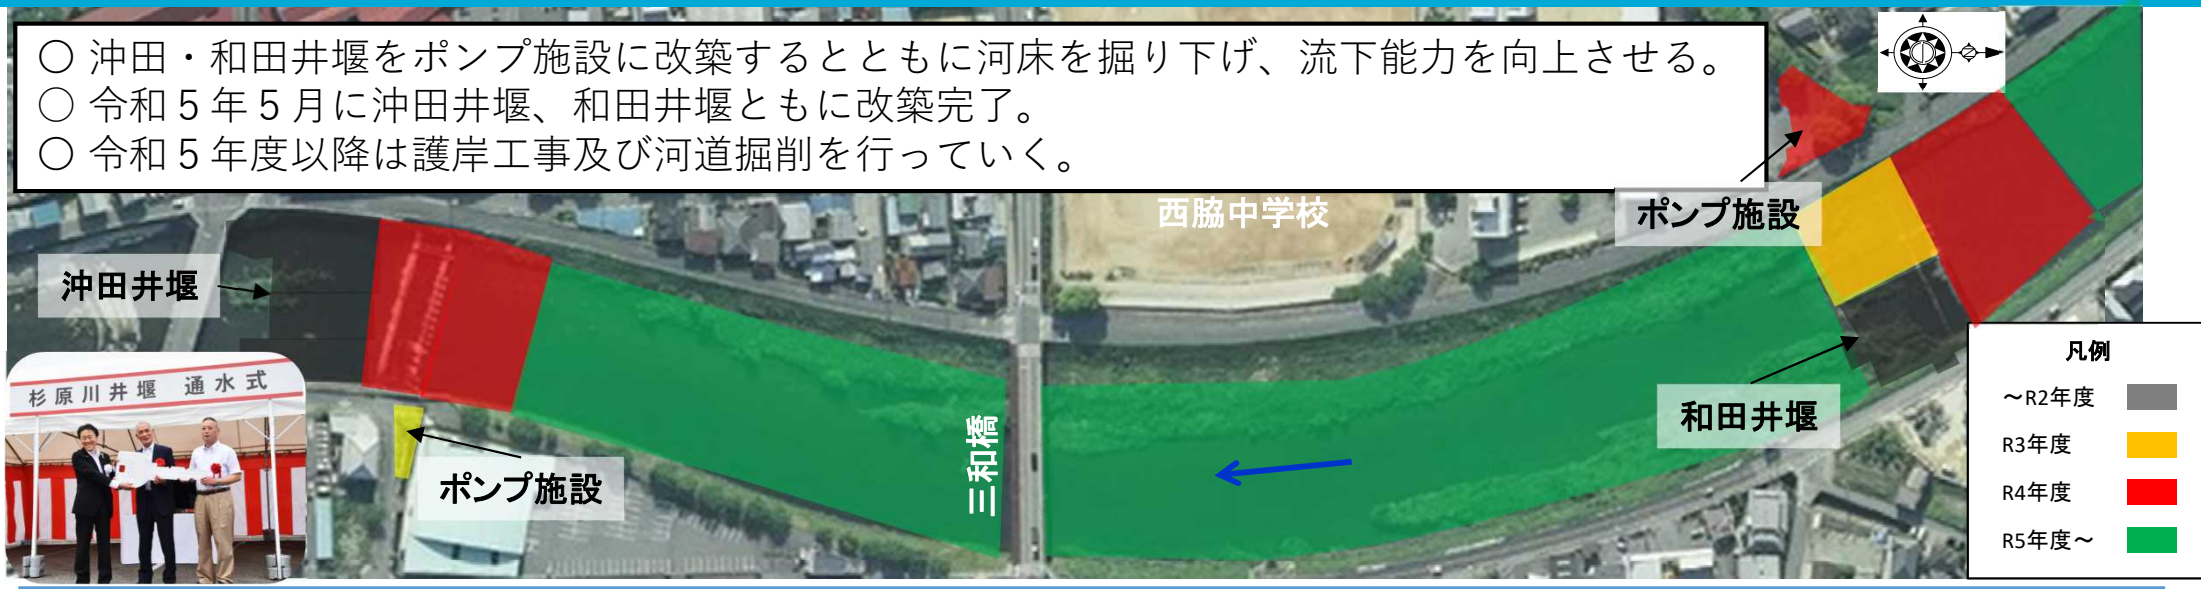 ○ 沖田・和田井堰をポンプ施設に改築するとともに河床を掘り下げ、流下能力を向上させる。
○ 令和５年５月に沖田井堰、和田井堰ともに改築完了。
○ 令和５年度以降は護岸工事及び河道掘削を行っていく。
西脇中学校
ポンプ施設
沖田井堰
杉原川井堰 通水式
ポンプ施設
三和橋
和田井堰
凡例
～R2年度
R3年度
R4年度
R5年度～